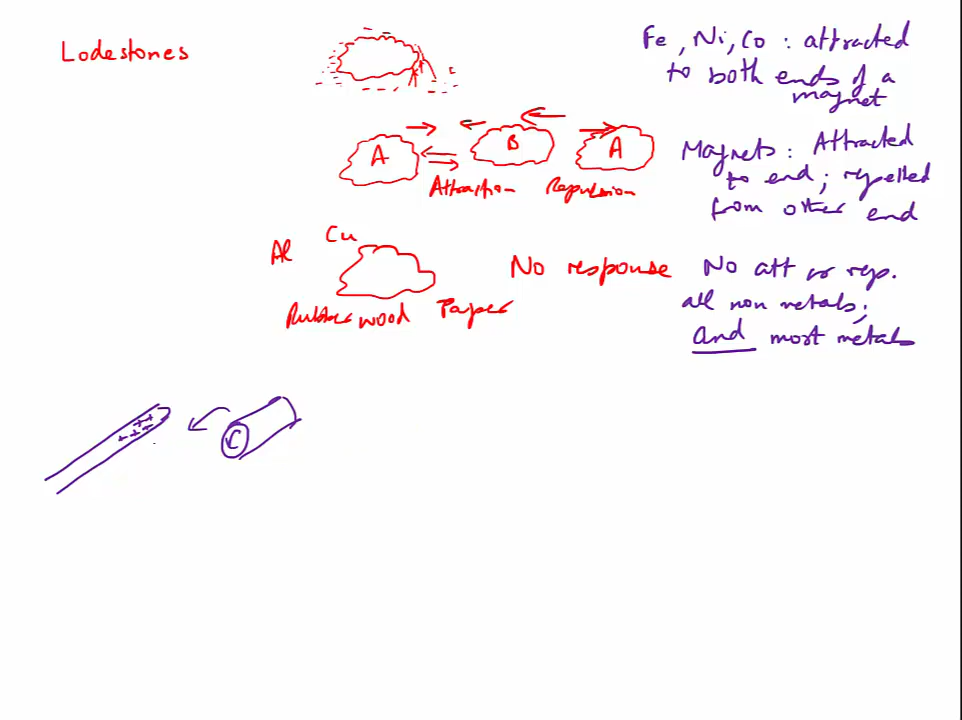 Lodestones
Fe, Ni, Co : attracted
to both ends of a
magnet
A
B
A
Attraction
Repulsion
Magnets : Attracted
to end; repelled
from other end
Al
Cu
Rubber wood Paper
No response
No att or rep.
all non metals;
and most metals
++
+++
++
C